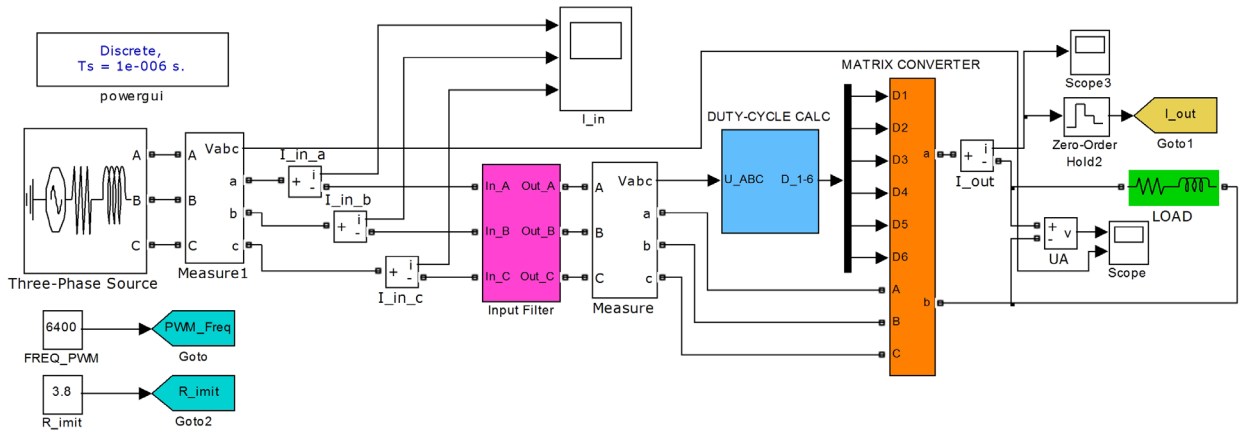 Discrete,
Ts = 1e-006 s.
powergui
I_in
MATRIX CONVERTER
Scope3
I_out
Goto1
Zero-Order
Hold2
DUTY-CYCLE CALC
U_ABC
D_1-6
D1
D2
D3
D4
D5
D6
A
B
C
a
b
i
-
+
I_out
LOAD
+
-
v
UA
Scope
A
B
C
Three-Phase Source
A
B
C
Vabc
a
b
c
Measure1
I_in_a
+
i
-
I_in_b
+
i
-
I_in_c
+
i
-
In_A
Out_A
In_B
Out_B
In_C
Out_C
Input Filter
A
B
C
Vabc
a
b
c
Measure
6400
FREQ_PWM
PWM_Freq
Goto
3.8
R_imit
R_imit
Goto2